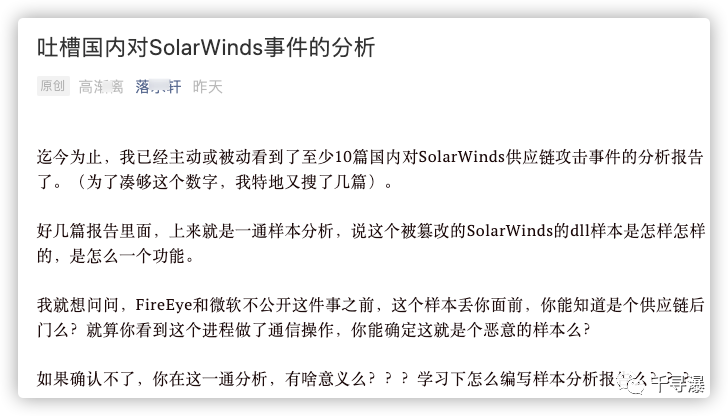 吐槽国内对SolarWinds事件的分析
原创 高渐离 落 轩 昨天
迄今为止，我已经主动或被动看到了至少10篇国内对SolarWinds供应链攻击事件的分析报告
了。（为了凑够这个数字，我特地又搜了几篇）。
好几篇报告里面，上来就是一通样本分析，说这个被篡改的SolarWinds的dll样本是怎样怎样
的，是怎么一个功能。
我就想问问，FireEye和微软不公开这件事之前，这个样本丢你面前，你能知道是个供应链后
门么？就算你看到这个进程做了通信操作，你能确定这就是个恶意的样本么？
如果确认不了，你在这一通分析，有啥意义么？？？学习下怎么编写样本分析报 么？？？
千寻瀑